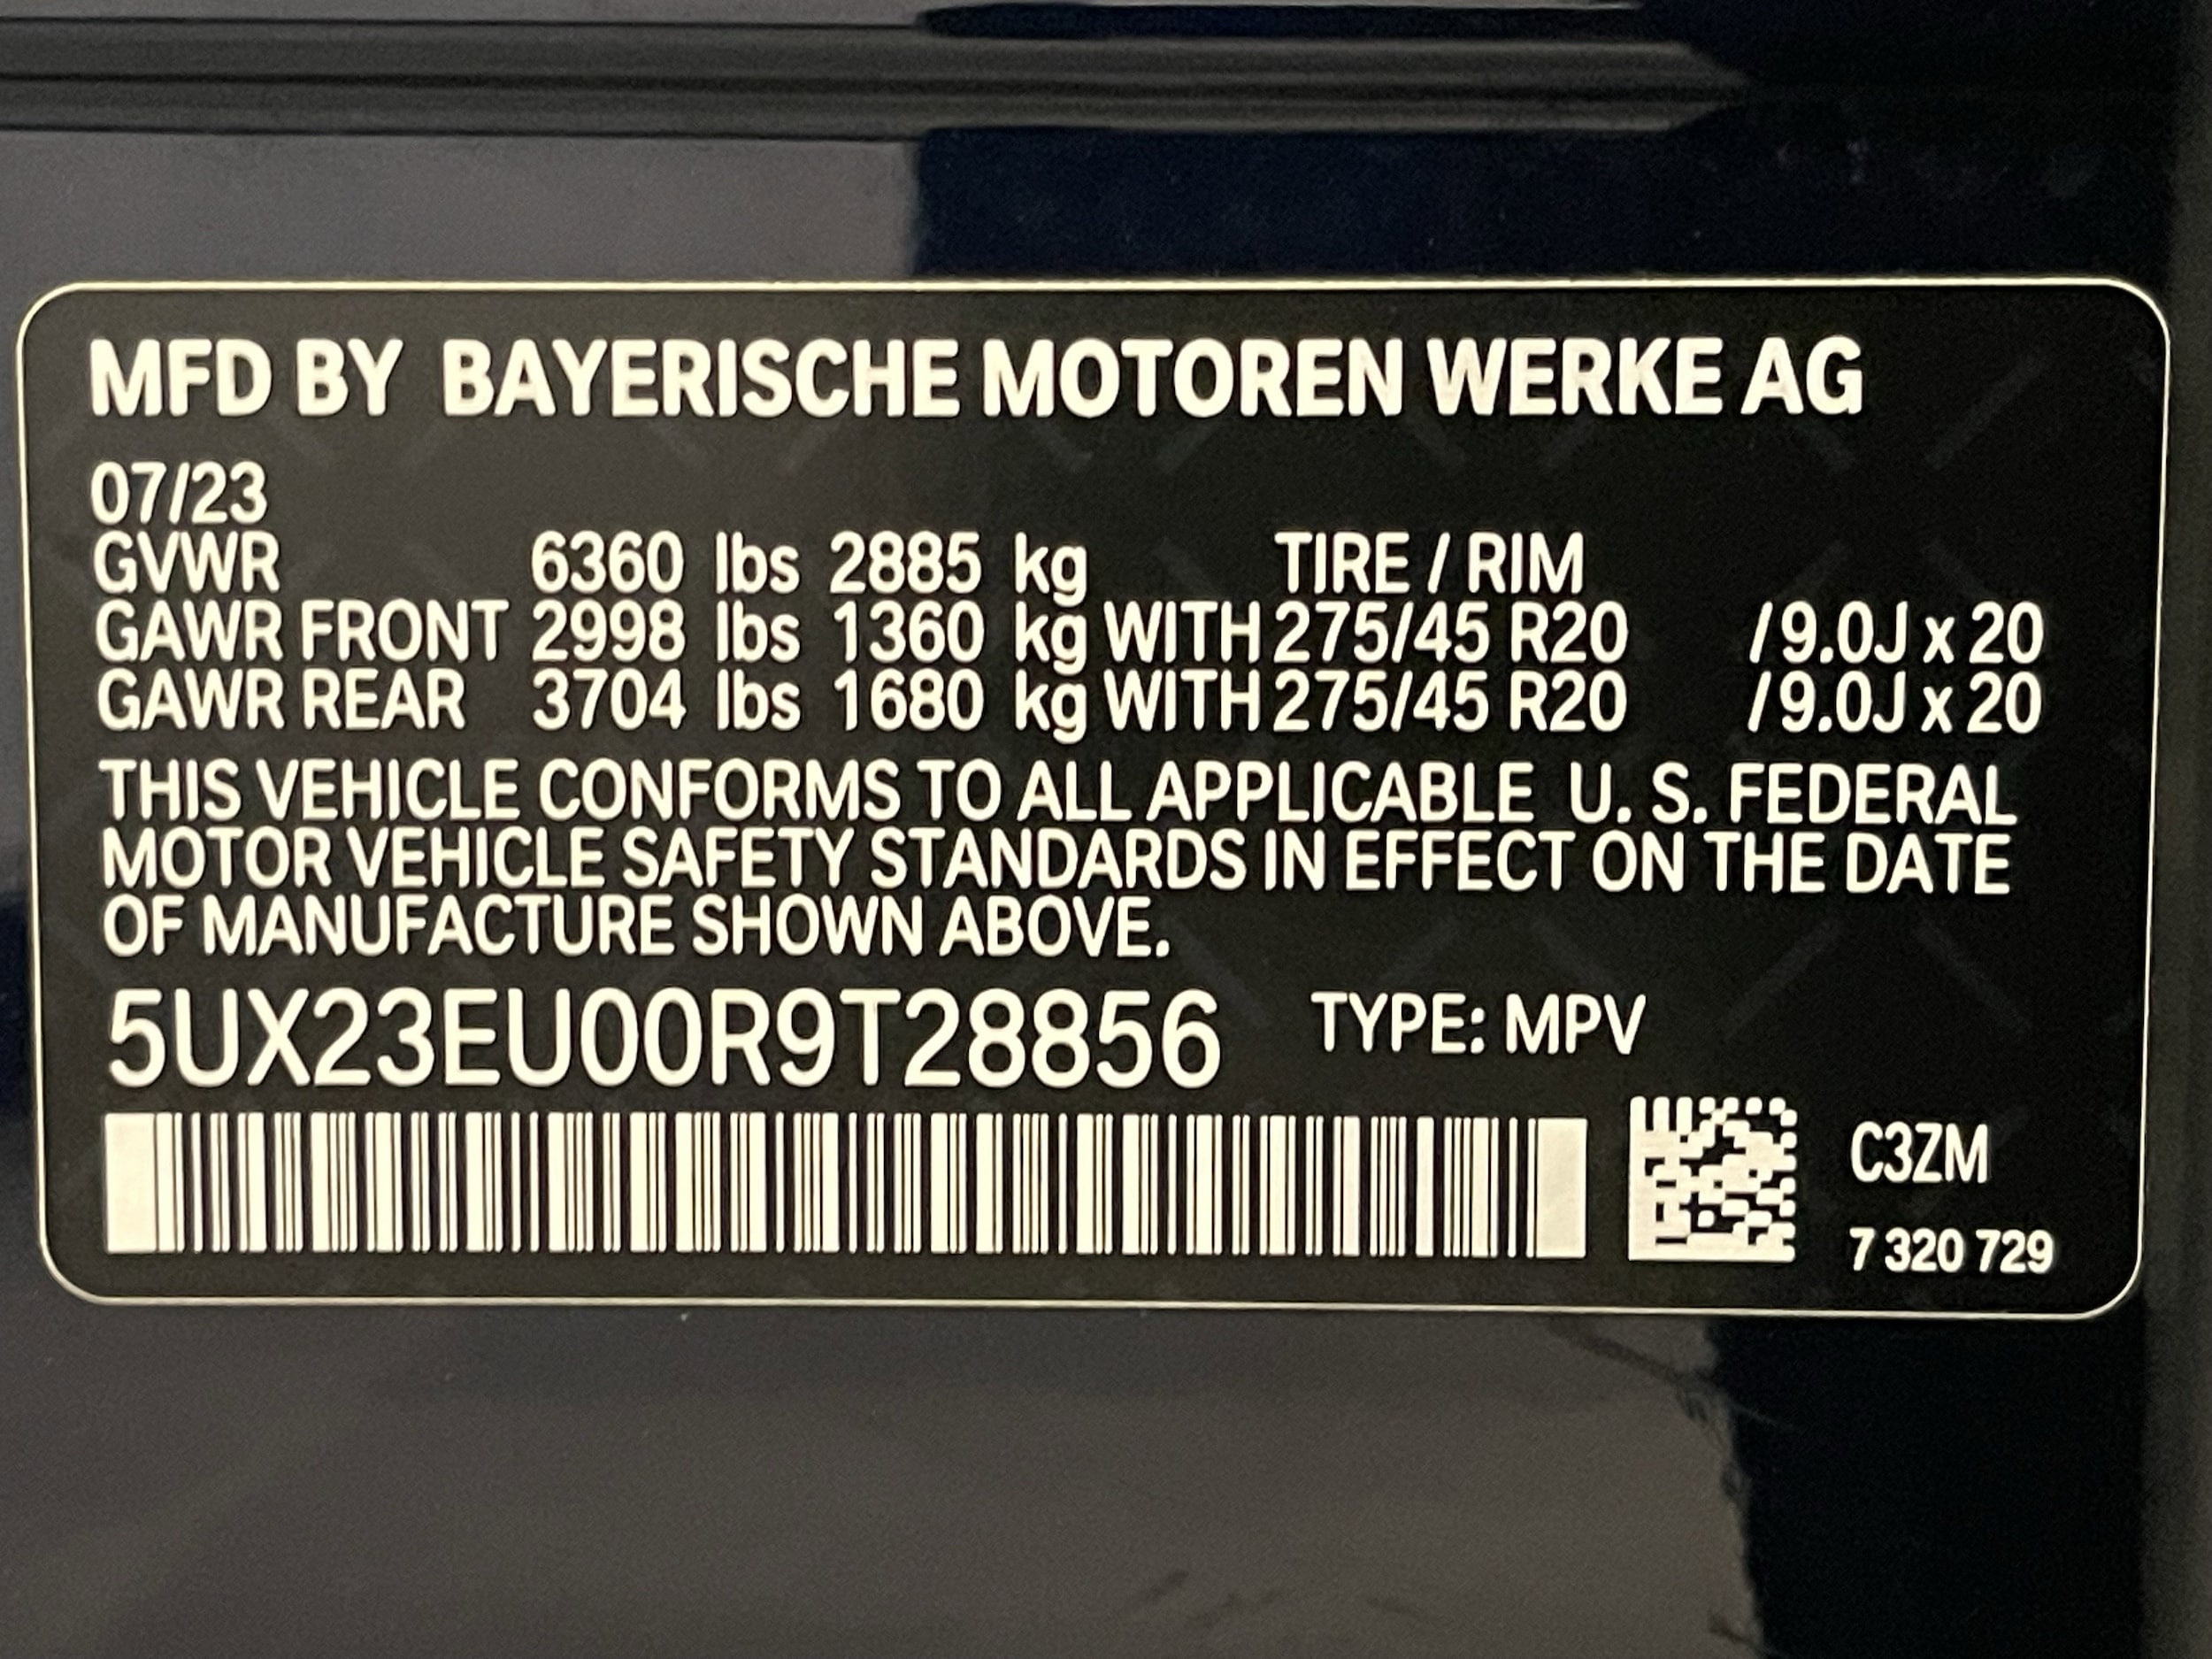 MFD BY BAYERISCHE MOTOREN WERKE AG
07/23
GVWR 6360 lbs 2885 kg TIRE / RIM
GAWR FRONT 2998 lbs 1360 kg WITH 275/45 R20 / 9.0J x 20
GAWR REAR 3704 lbs 1680 kg WITH 275/45 R20 / 9.0J x 20
THIS VEHICLE CONFORMS TO ALL APPLICABLE U. S. FEDERAL
MOTOR VEHICLE SAFETY STANDARDS IN EFFECT ON THE DATE
OF MANUFACTURE SHOWN ABOVE.
5UX23EU00R9T28856 TYPE: MPV
C3ZM
7 320 729